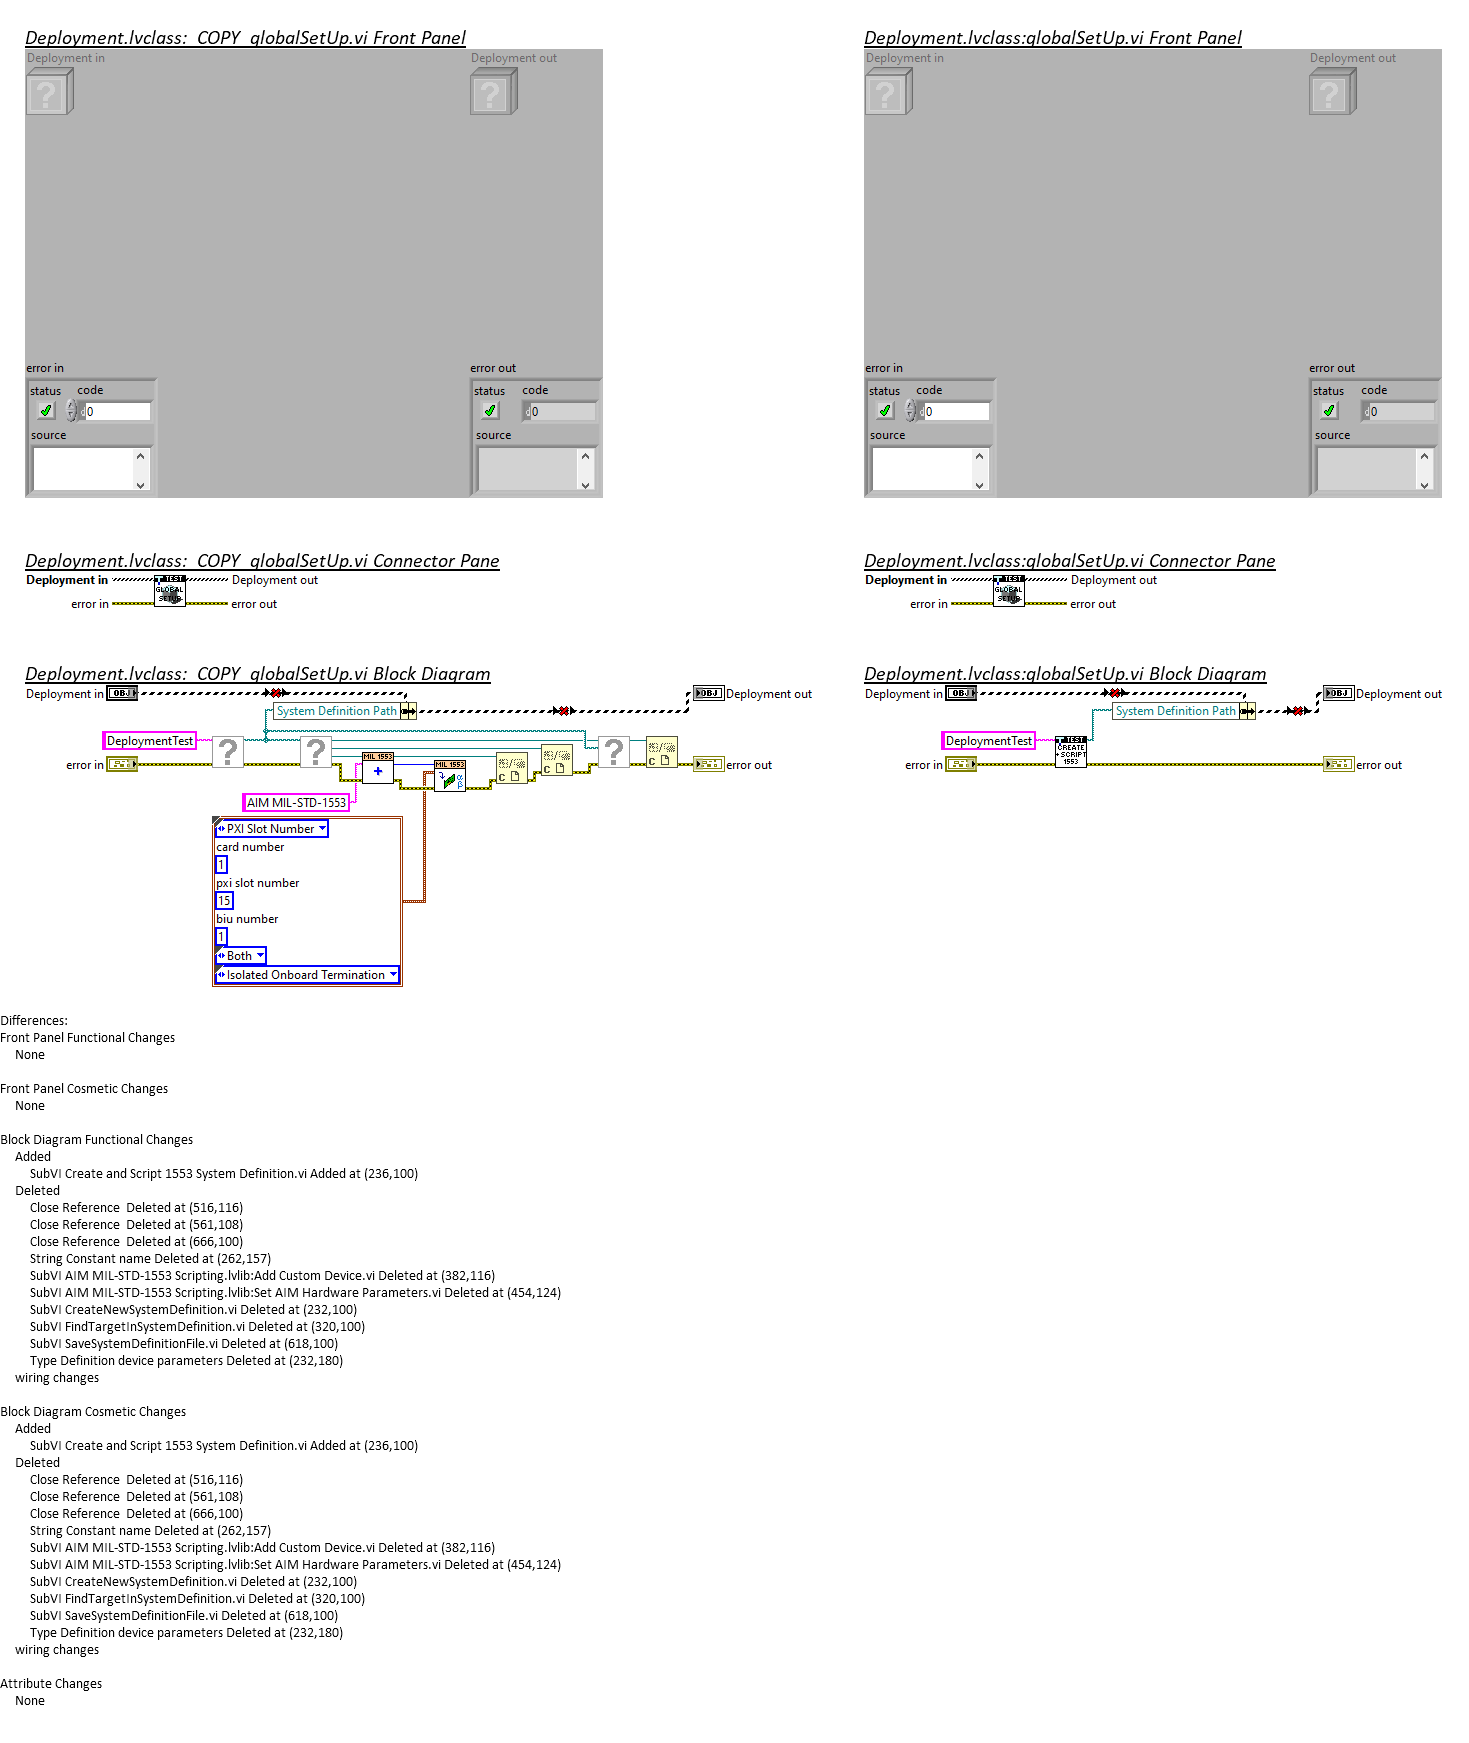 Deployment.lvclass:_COPY_globalSetUp.vi Front Panel
Deployment in
Deployment out
error in
status code
0
source
error out
status code
0
source
Deployment.lvclass:globalSetUp.vi Front Panel
Deployment in
Deployment out
error in
status code
0
source
error out
status code
0
source
Deployment.lvclass:_COPY_globalSetUp.vi Connector Pane
Deployment in
TEST
GLOBAL
SETUP
Deployment out
error in
error out
Deployment.lvclass:globalSetUp.vi Connector Pane
Deployment in
TEST
GLOBAL
SETUP
Deployment out
error in
error out
Deployment.lvclass:_COPY_globalSetUp.vi Block Diagram
Deployment in
OBJ
OBJ
Deployment out
System Definition Path
DeploymentTest
?
?
?
error in
MIL 1553
+
MIL 1553
α
β
C
C
C
error out
AIM MIL-STD-1553
PXI Slot Number
card number
1
pxi slot number
15
biu number
1
Both
Isolated Onboard Termination
Deployment.lvclass:globalSetUp.vi Block Diagram
Deployment in
OBJ
OBJ
Deployment out
System Definition Path
DeploymentTest
TEST
CREATE
+ SCRIPT
1553
error in
error out
Differences:
Front Panel Functional Changes
None
Front Panel Cosmetic Changes
None
Block Diagram Functional Changes
Added
SubVI Create and Script 1553 System Definition.vi Added at (236,100)
Deleted
Close Reference  Deleted at (516,116)
Close Reference  Deleted at (561,108)
Close Reference  Deleted at (666,100)
String Constant name Deleted at (262,157)
SubVI AIM MIL-STD-1553 Scripting.lvlib:Add Custom Device.vi Deleted at (382,116)
SubVI AIM MIL-STD-1553 Scripting.lvlib:Set AIM Hardware Parameters.vi Deleted at (454,124)
SubVI CreateNewSystemDefinition.vi Deleted at (232,100)
SubVI FindTargetInSystemDefinition.vi Deleted at (320,100)
SubVI SaveSystemDefinitionFile.vi Deleted at (618,100)
Type Definition device parameters Deleted at (232,180)
wiring changes
Block Diagram Cosmetic Changes
Added
SubVI Create and Script 1553 System Definition.vi Added at (236,100)
Deleted
Close Reference  Deleted at (516,116)
Close Reference  Deleted at (561,108)
Close Reference  Deleted at (666,100)
String Constant name Deleted at (262,157)
SubVI AIM MIL-STD-1553 Scripting.lvlib:Add Custom Device.vi Deleted at (382,116)
SubVI AIM MIL-STD-1553 Scripting.lvlib:Set AIM Hardware Parameters.vi Deleted at (454,124)
SubVI CreateNewSystemDefinition.vi Deleted at (232,100)
SubVI FindTargetInSystemDefinition.vi Deleted at (320,100)
SubVI SaveSystemDefinitionFile.vi Deleted at (618,100)
Type Definition device parameters Deleted at (232,180)
wiring changes
Attribute Changes
None